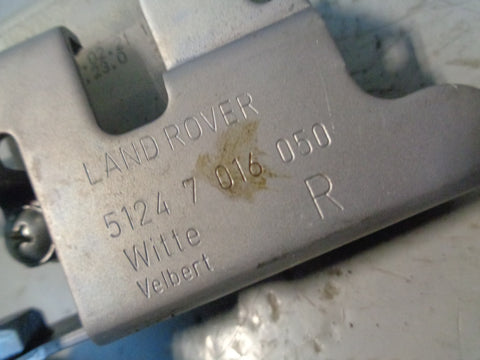 LAND ROVER
5124 7 016 050
Witte R
Velbert